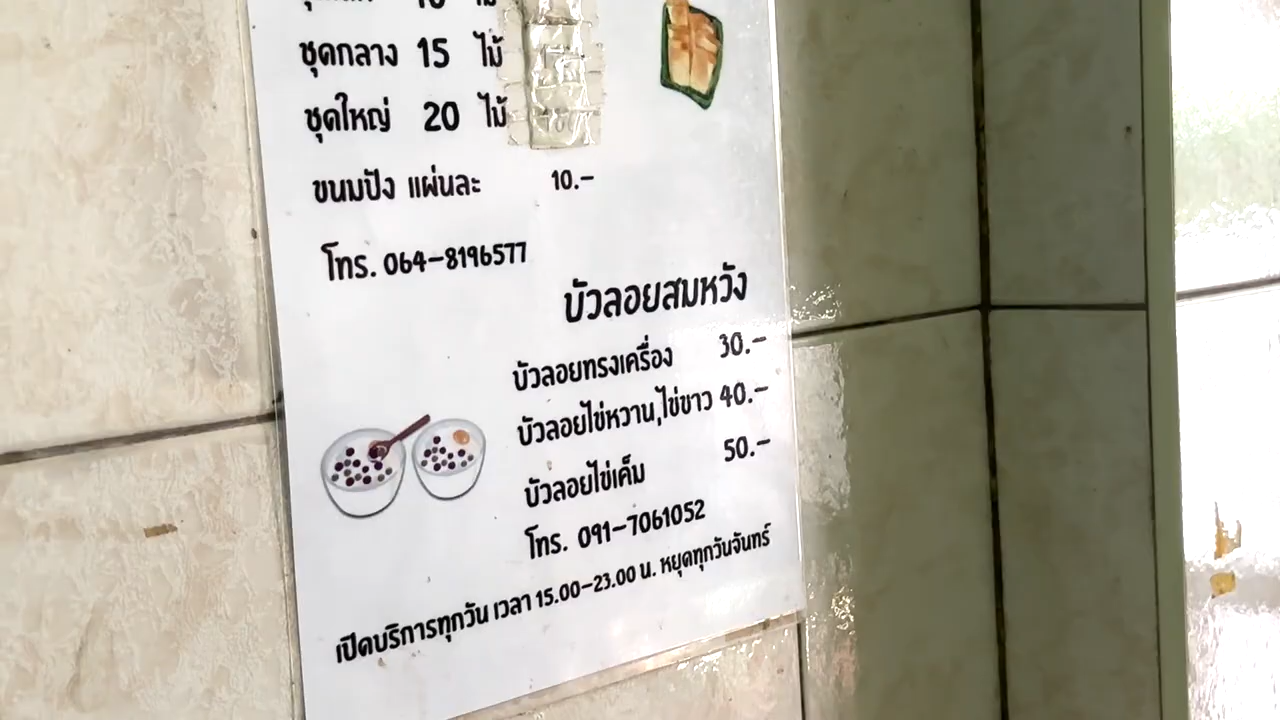 ชุดกลาง 15 ไม้
ชุดใหญ่ 20 ไม้
ขนมปัง แผ่นละ 10.-
โทร. 064-8196577
บัวลอยสมหวัง
บัวลอยทรงเครื่อง 30.-
บัวลอยไข่หวาน,ไข่ขาว 40.-
บัวลอยไข่เค็ม 50.-
โทร. 091-7061052
เปิดบริการทุกวัน เวลา 15.00-23.00 น. หยุดทุกวันจันทร์